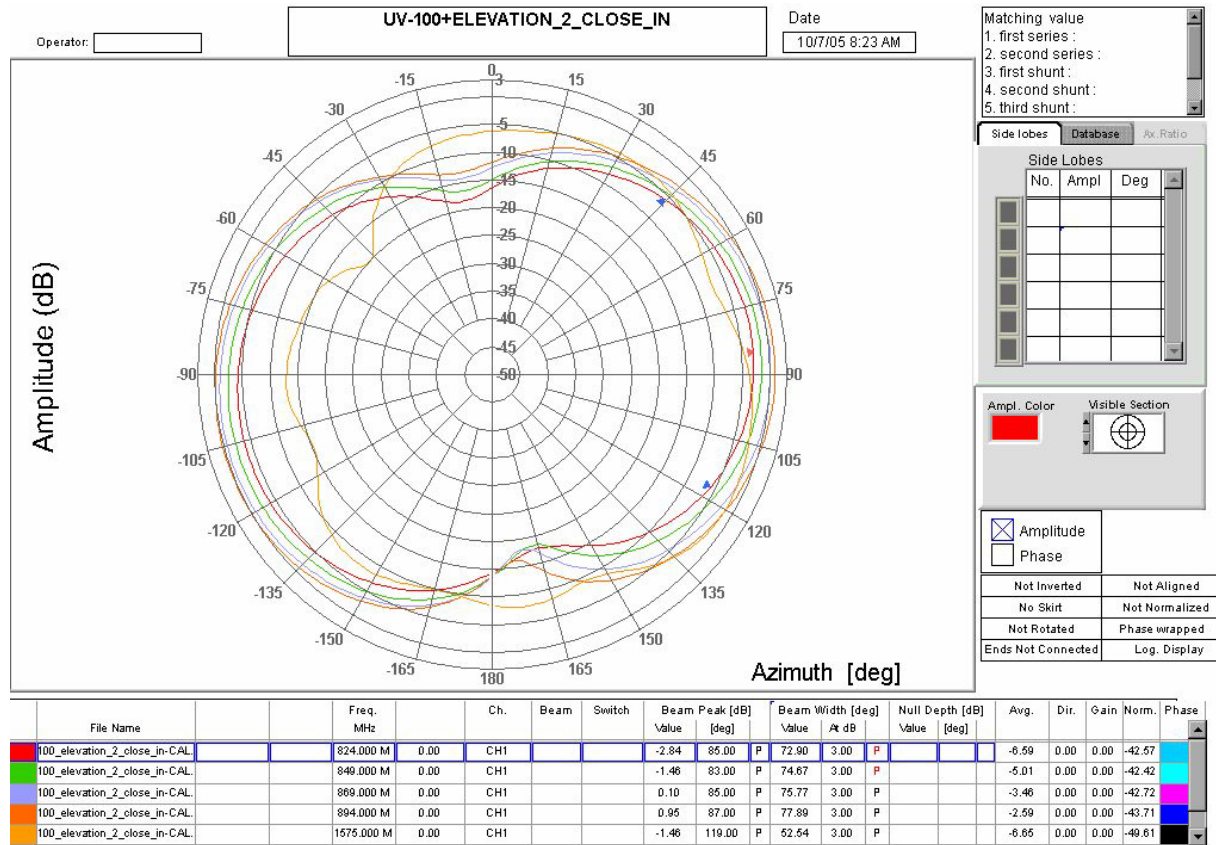 UV-100+ELEVATION_2_CLOSE_IN
Operator:
Date
10/7/05 8:23 AM
Matching value
1. first series :
2. second series :
3. first shunt :
4. second shunt :
5. third shunt :
Side lobes Database Ax.Ratio
Side Lobes
No. Ampl Deg
Ampl. Color Visible Section
Amplitude
Phase
Not Inverted Not Aligned
No Skirt Not Normalized
Not Rotated Phase wrapped
Ends Not Connected Log. Display
Amplitude (dB)
Azimuth [deg]
0
15
30
45
60
75
90
105
120
135
150
165
180
-165
-150
-135
-120
-105
-90
-75
-60
-45
-30
-15
3
-5
-10
-15
-20
-25
-30
-35
-40
-45
-50
File Name Freq. MHz Ch. Beam Switch Beam Peak [dB] Value [deg] Beam Width [deg] Value At dB Null Depth [dB] Value [deg] Avg. Dir. Gain Norm. Phase
100_elevation_2_close_in-CAL. 824.000 M 0.00 CH1 -2.84 85.00 P 72.90 3.00 P -6.59 0.00 0.00 -42.57
100_elevation_2_close_in-CAL. 849.000 M 0.00 CH1 -1.46 83.00 P 74.67 3.00 P -5.01 0.00 0.00 -42.42
100_elevation_2_close_in-CAL. 869.000 M 0.00 CH1 0.10 85.00 P 75.77 3.00 P -3.46 0.00 0.00 -42.72
100_elevation_2_close_in-CAL. 894.000 M 0.00 CH1 0.95 87.00 P 77.89 3.00 P -2.59 0.00 0.00 -43.71
100_elevation_2_close_in-CAL. 1575.000 M 0.00 CH1 -1.46 119.00 P 52.54 3.00 P -6.65 0.00 0.00 -49.61